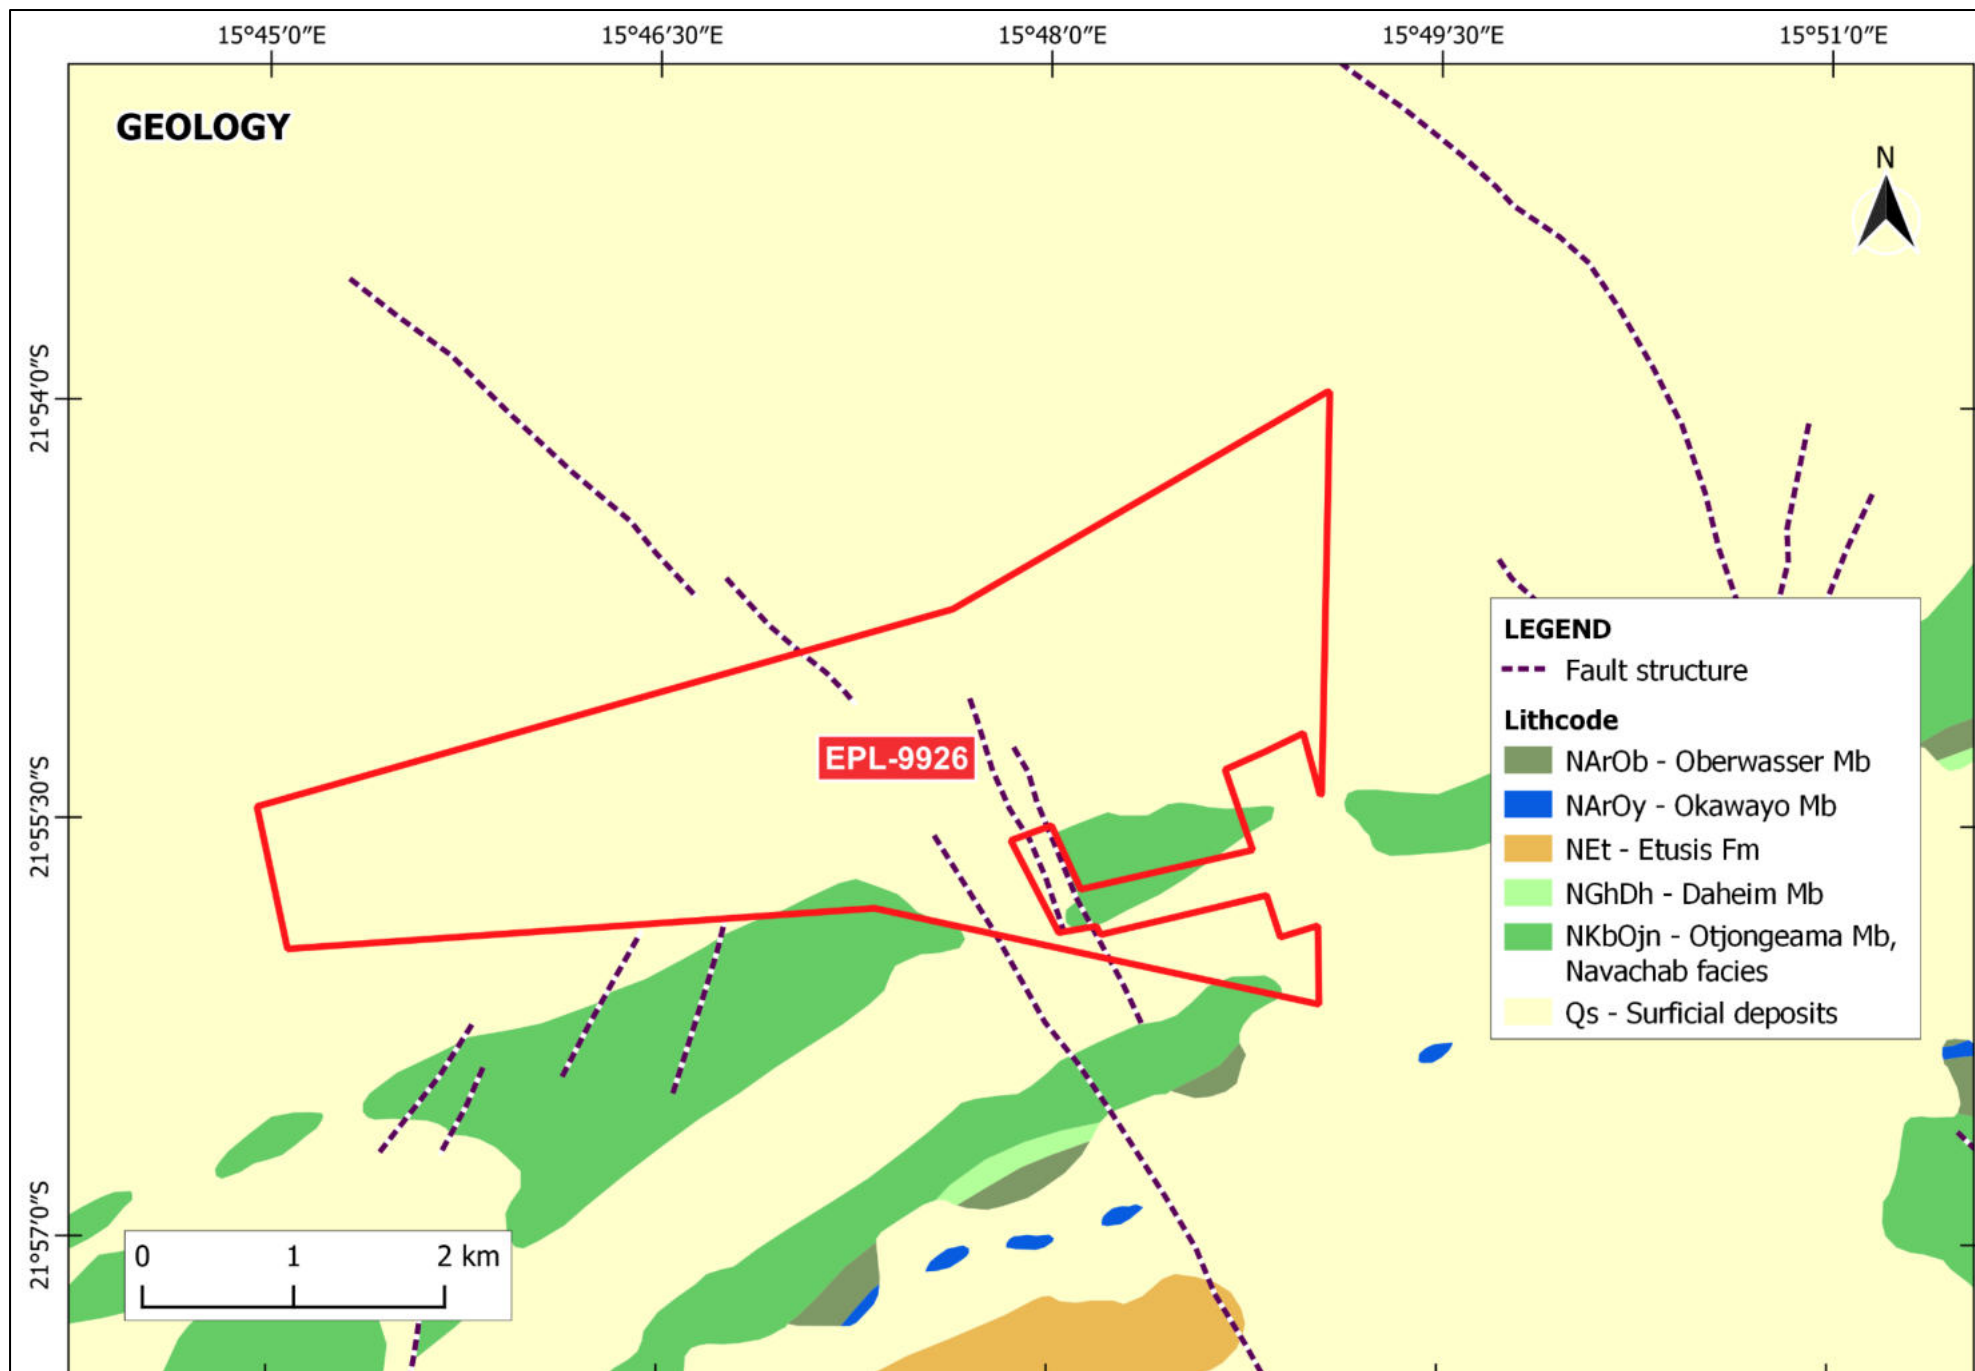 15°45′0″E
15°46′30″E
15°48′0″E
15°49′30″E
15°51′0″E
GEOLOGY
N
21°54′0″S
21°55′30″S
21°57′0″S
EPL-9926
LEGEND
Fault structure
Lithcode
NArOb - Oberwasser Mb
NArOy - Okawayo Mb
NEt - Etusis Fm
NGhDh - Daheim Mb
NKbOjn - Otjongeama Mb,
Navachab facies
Qs - Surficial deposits
0 1 2 km